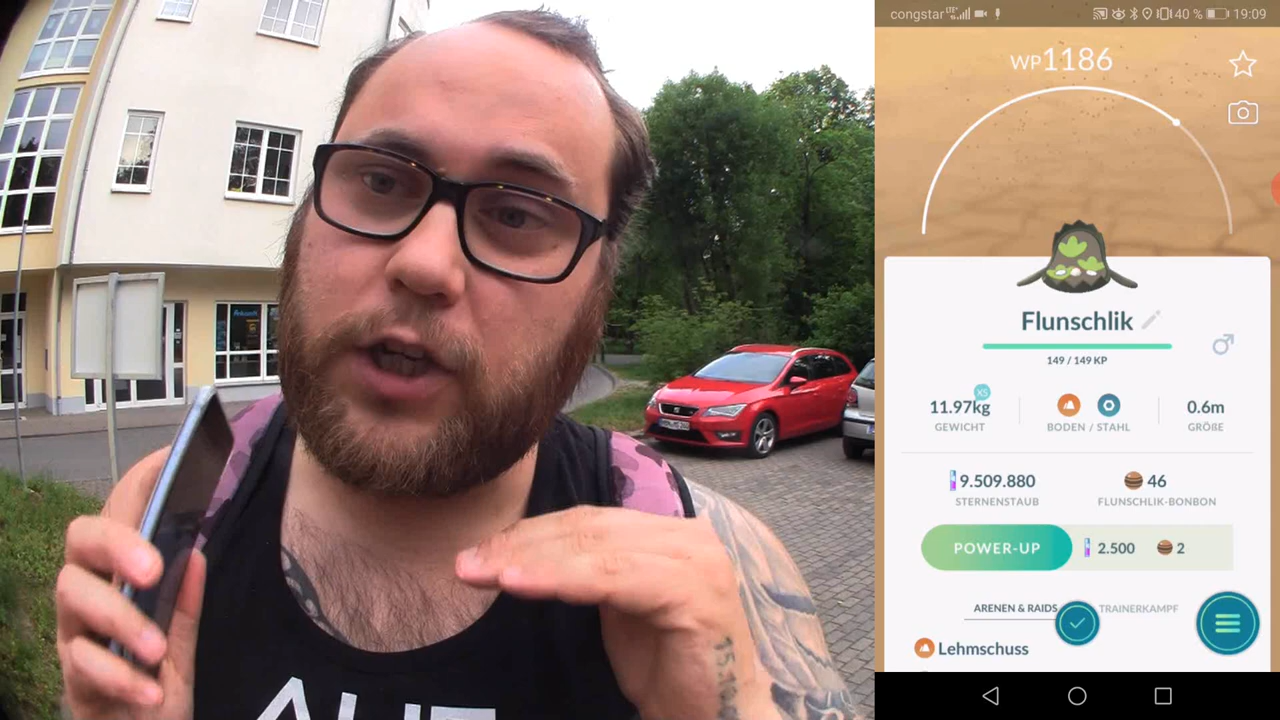 congstar 40 % 19:09
WP1186
Flunschlik
149 / 149 KP
XS
11.97kg
GEWICHT
BODEN / STAHL
0.6m
GRÖßE
9.509.880
STERNENSTAUB
46
FLUNSCHLIK-BONBON
POWER-UP 2.500 2
ARENEN & RAIDS TRAINERKAMPF
Lehmschuss